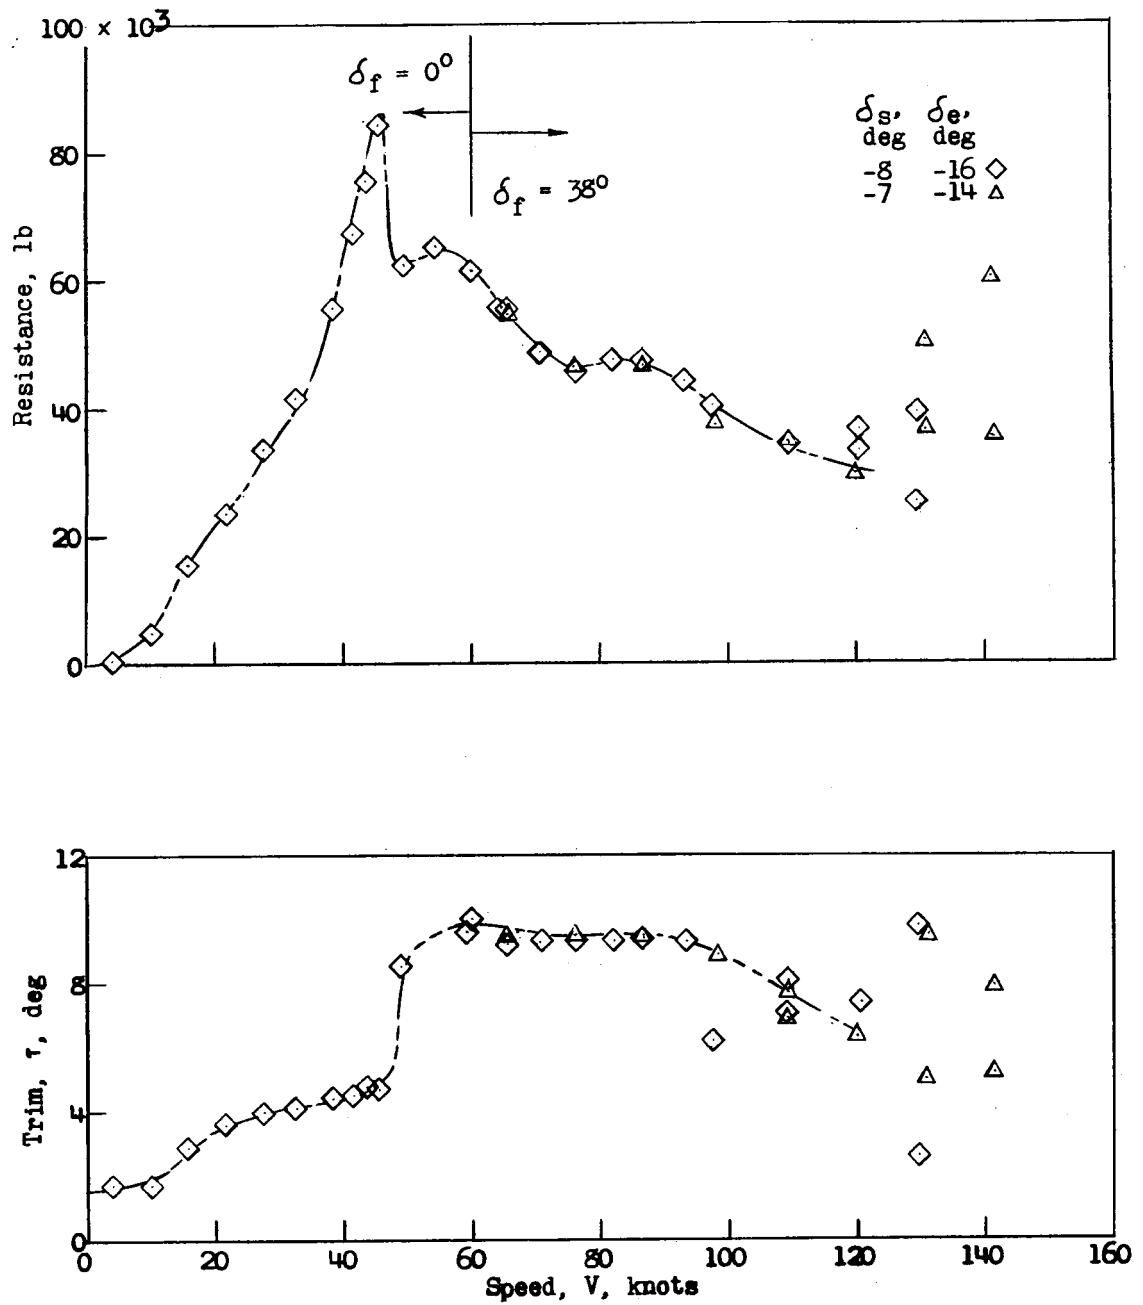 100 × 10³
δf = 0°
δf = 38°
δs, δe,
deg deg
-8 -16
-7 -14
80
60
40
20
0
Resistance, lb
12
8
4
0
Trim, τ, deg
0 20 40 60 80 100 120 140 160
Speed, V, knots